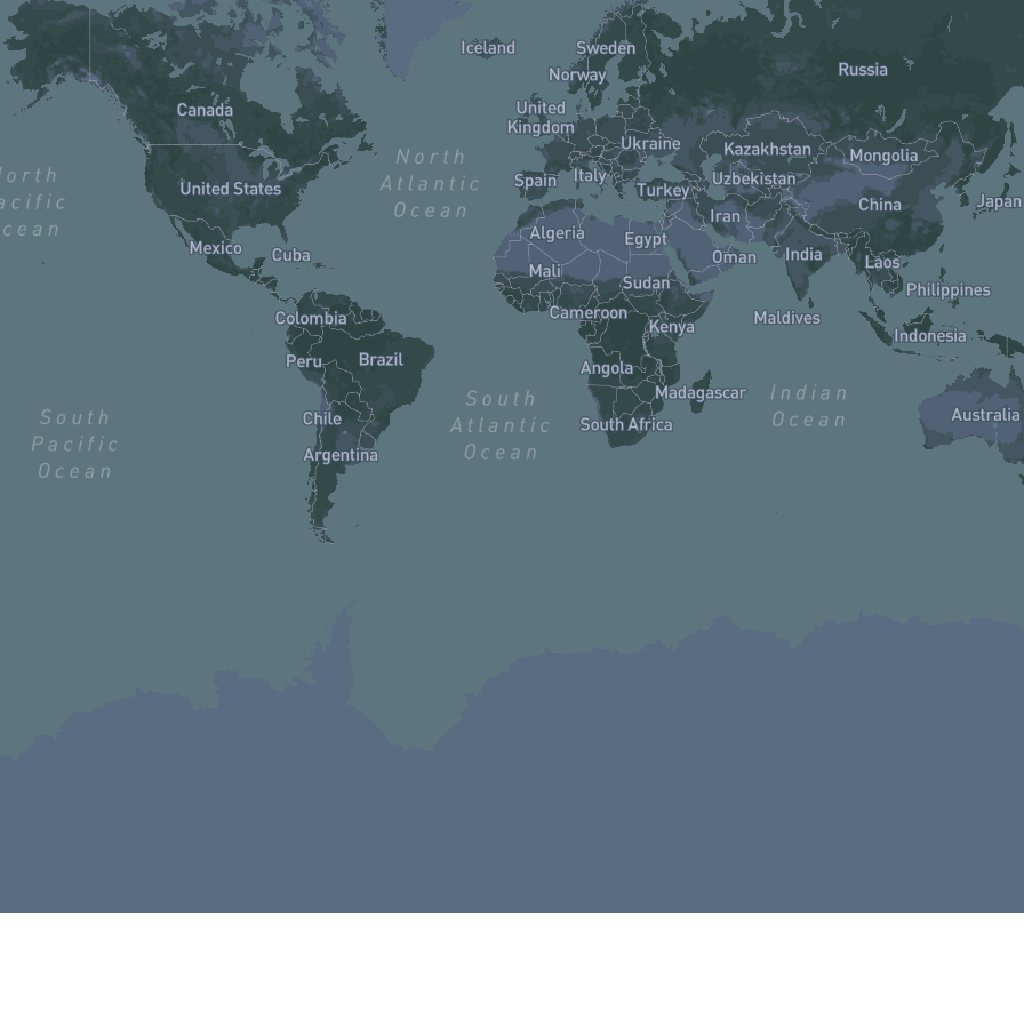 Iceland
Sweden
Norway
Russia
United
Kingdom
Canada
Ukraine
Kazakhstan
Mongolia
North
Atlantic
Ocean
Spain
Italy
Turkey
Uzbekistan
United States
China
Japan
Iran
Algeria
Egypt
Mexico
Cuba
Oman
India
Laos
Mali
Sudan
Philippines
Colombia
Cameroon
Kenya
Maldives
Indonesia
Peru
Brazil
Angola
Madagascar
Indian
Ocean
South
Atlantic
Ocean
Chile
South Africa
Australia
South
Pacific
Ocean
Argentina
orth
acific
cean